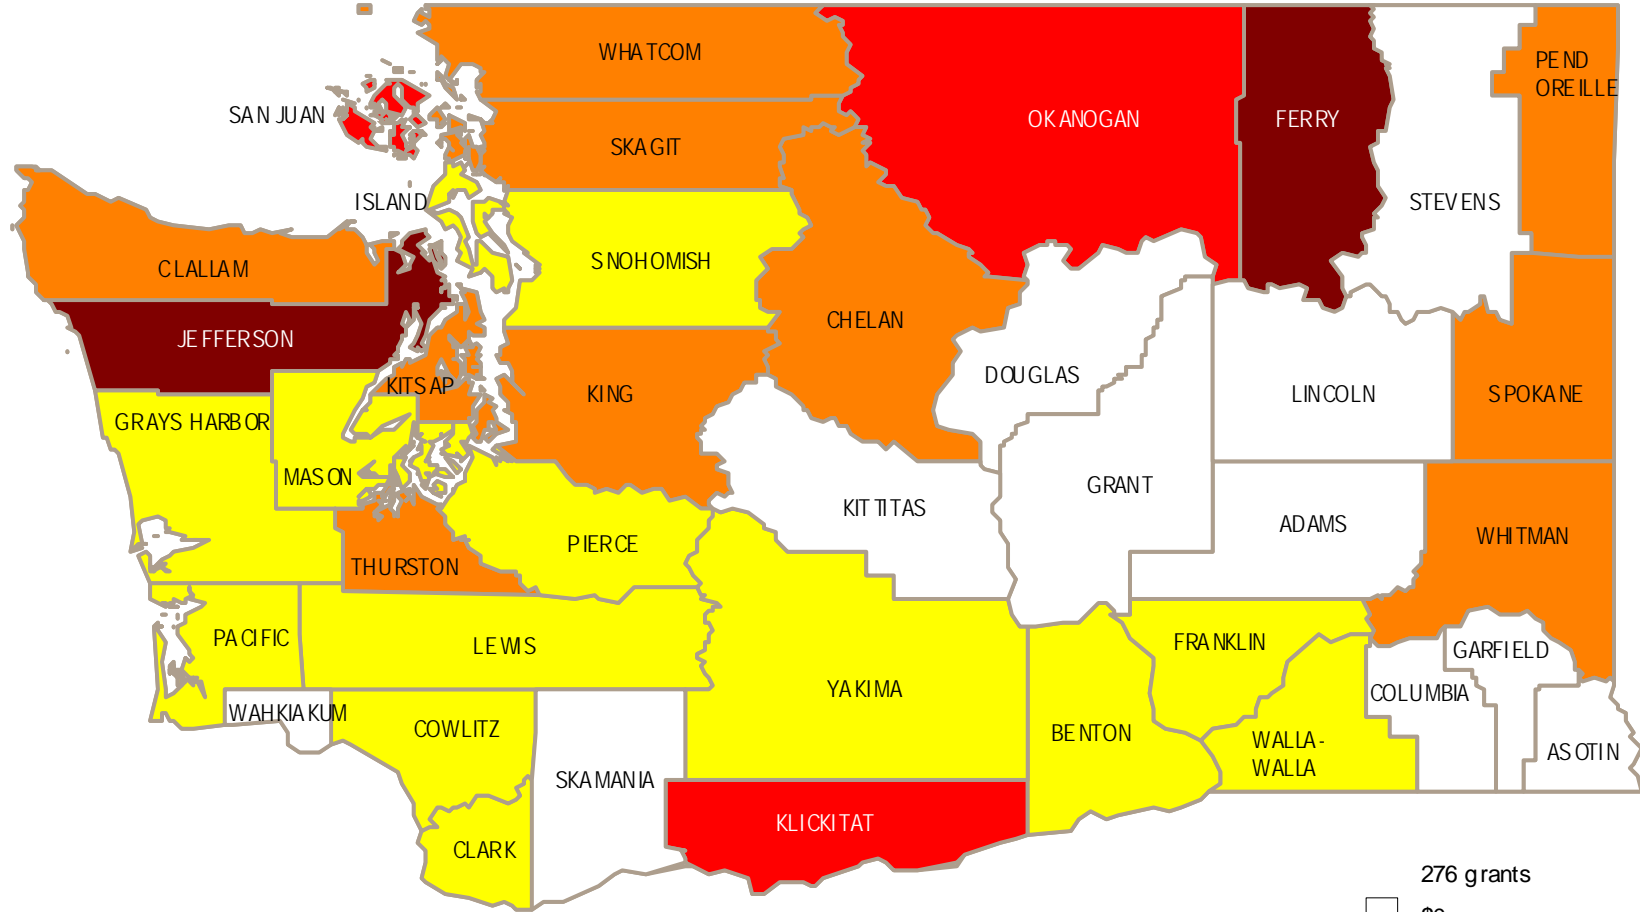 WHATCOM
PEND
OREILLE
SAN JUAN
OKANOGAN
FERRY
SKAGIT
ISLAND
STEVENS
CLALLAM
SNOHOMISH
CHELAN
JEFFERSON
DOUGLAS
KITSAP
KING
LINCOLN
SPOKANE
GRAYS HARBOR
MASON
GRANT
KITTITAS
ADAMS
WHITMAN
PIERCE
THURSTON
PACIFIC
LEWIS
FRANKLIN
GARFIELD
YAKIMA
COLUMBIA
WAHKIAKUM
COWLITZ
BENTON
WALLA-
WALLA
ASOTIN
SKAMANIA
KLICKITAT
CLARK
276 grants